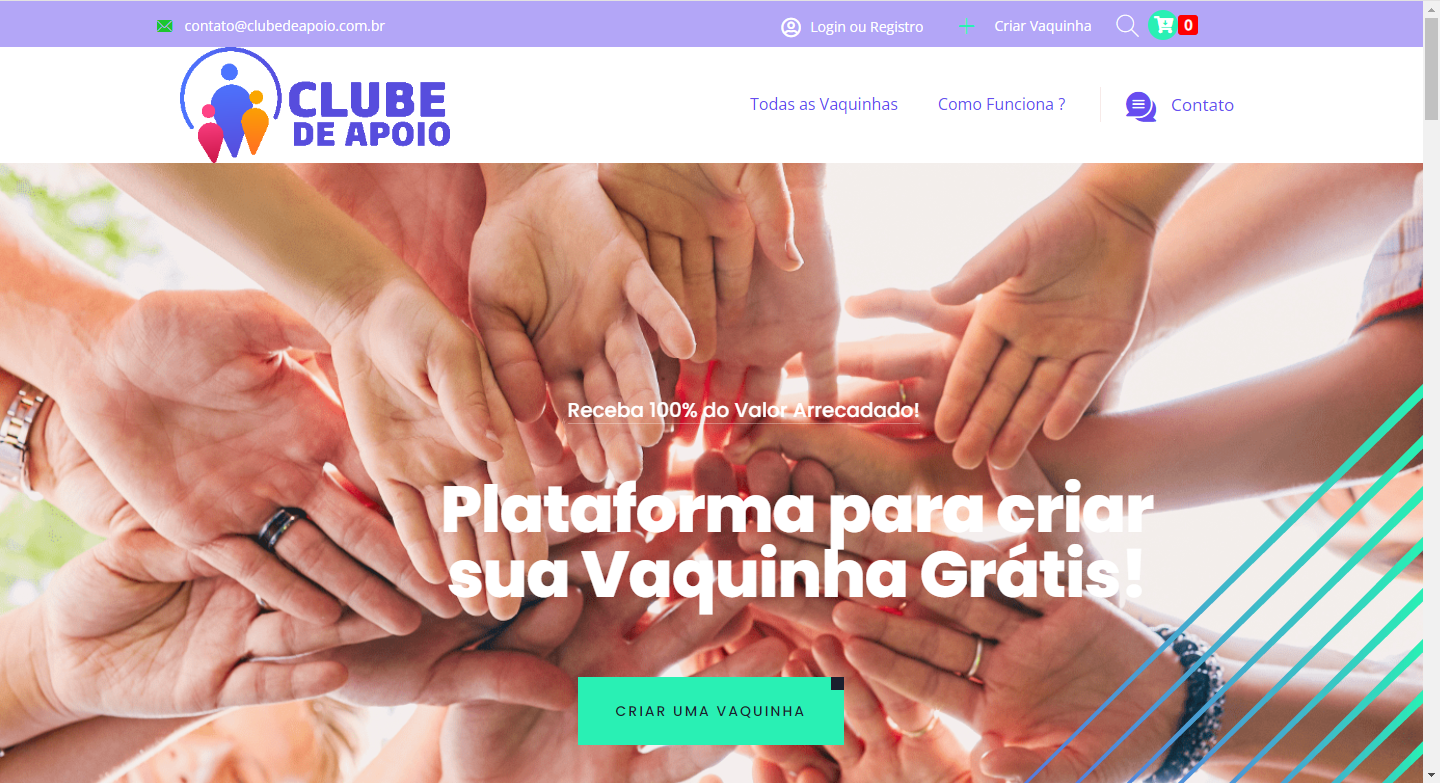 contato@clubedeapoio.com.br
Login ou Registro
Criar Vaquinha
0
CLUBE
DE APOIO
Todas as Vaquinhas
Como Funciona ?
Contato
Receba 100% do Valor Arrecadado!
Plataforma para criar
sua Vaquinha Grátis!
CRIAR UMA VAQUINHA